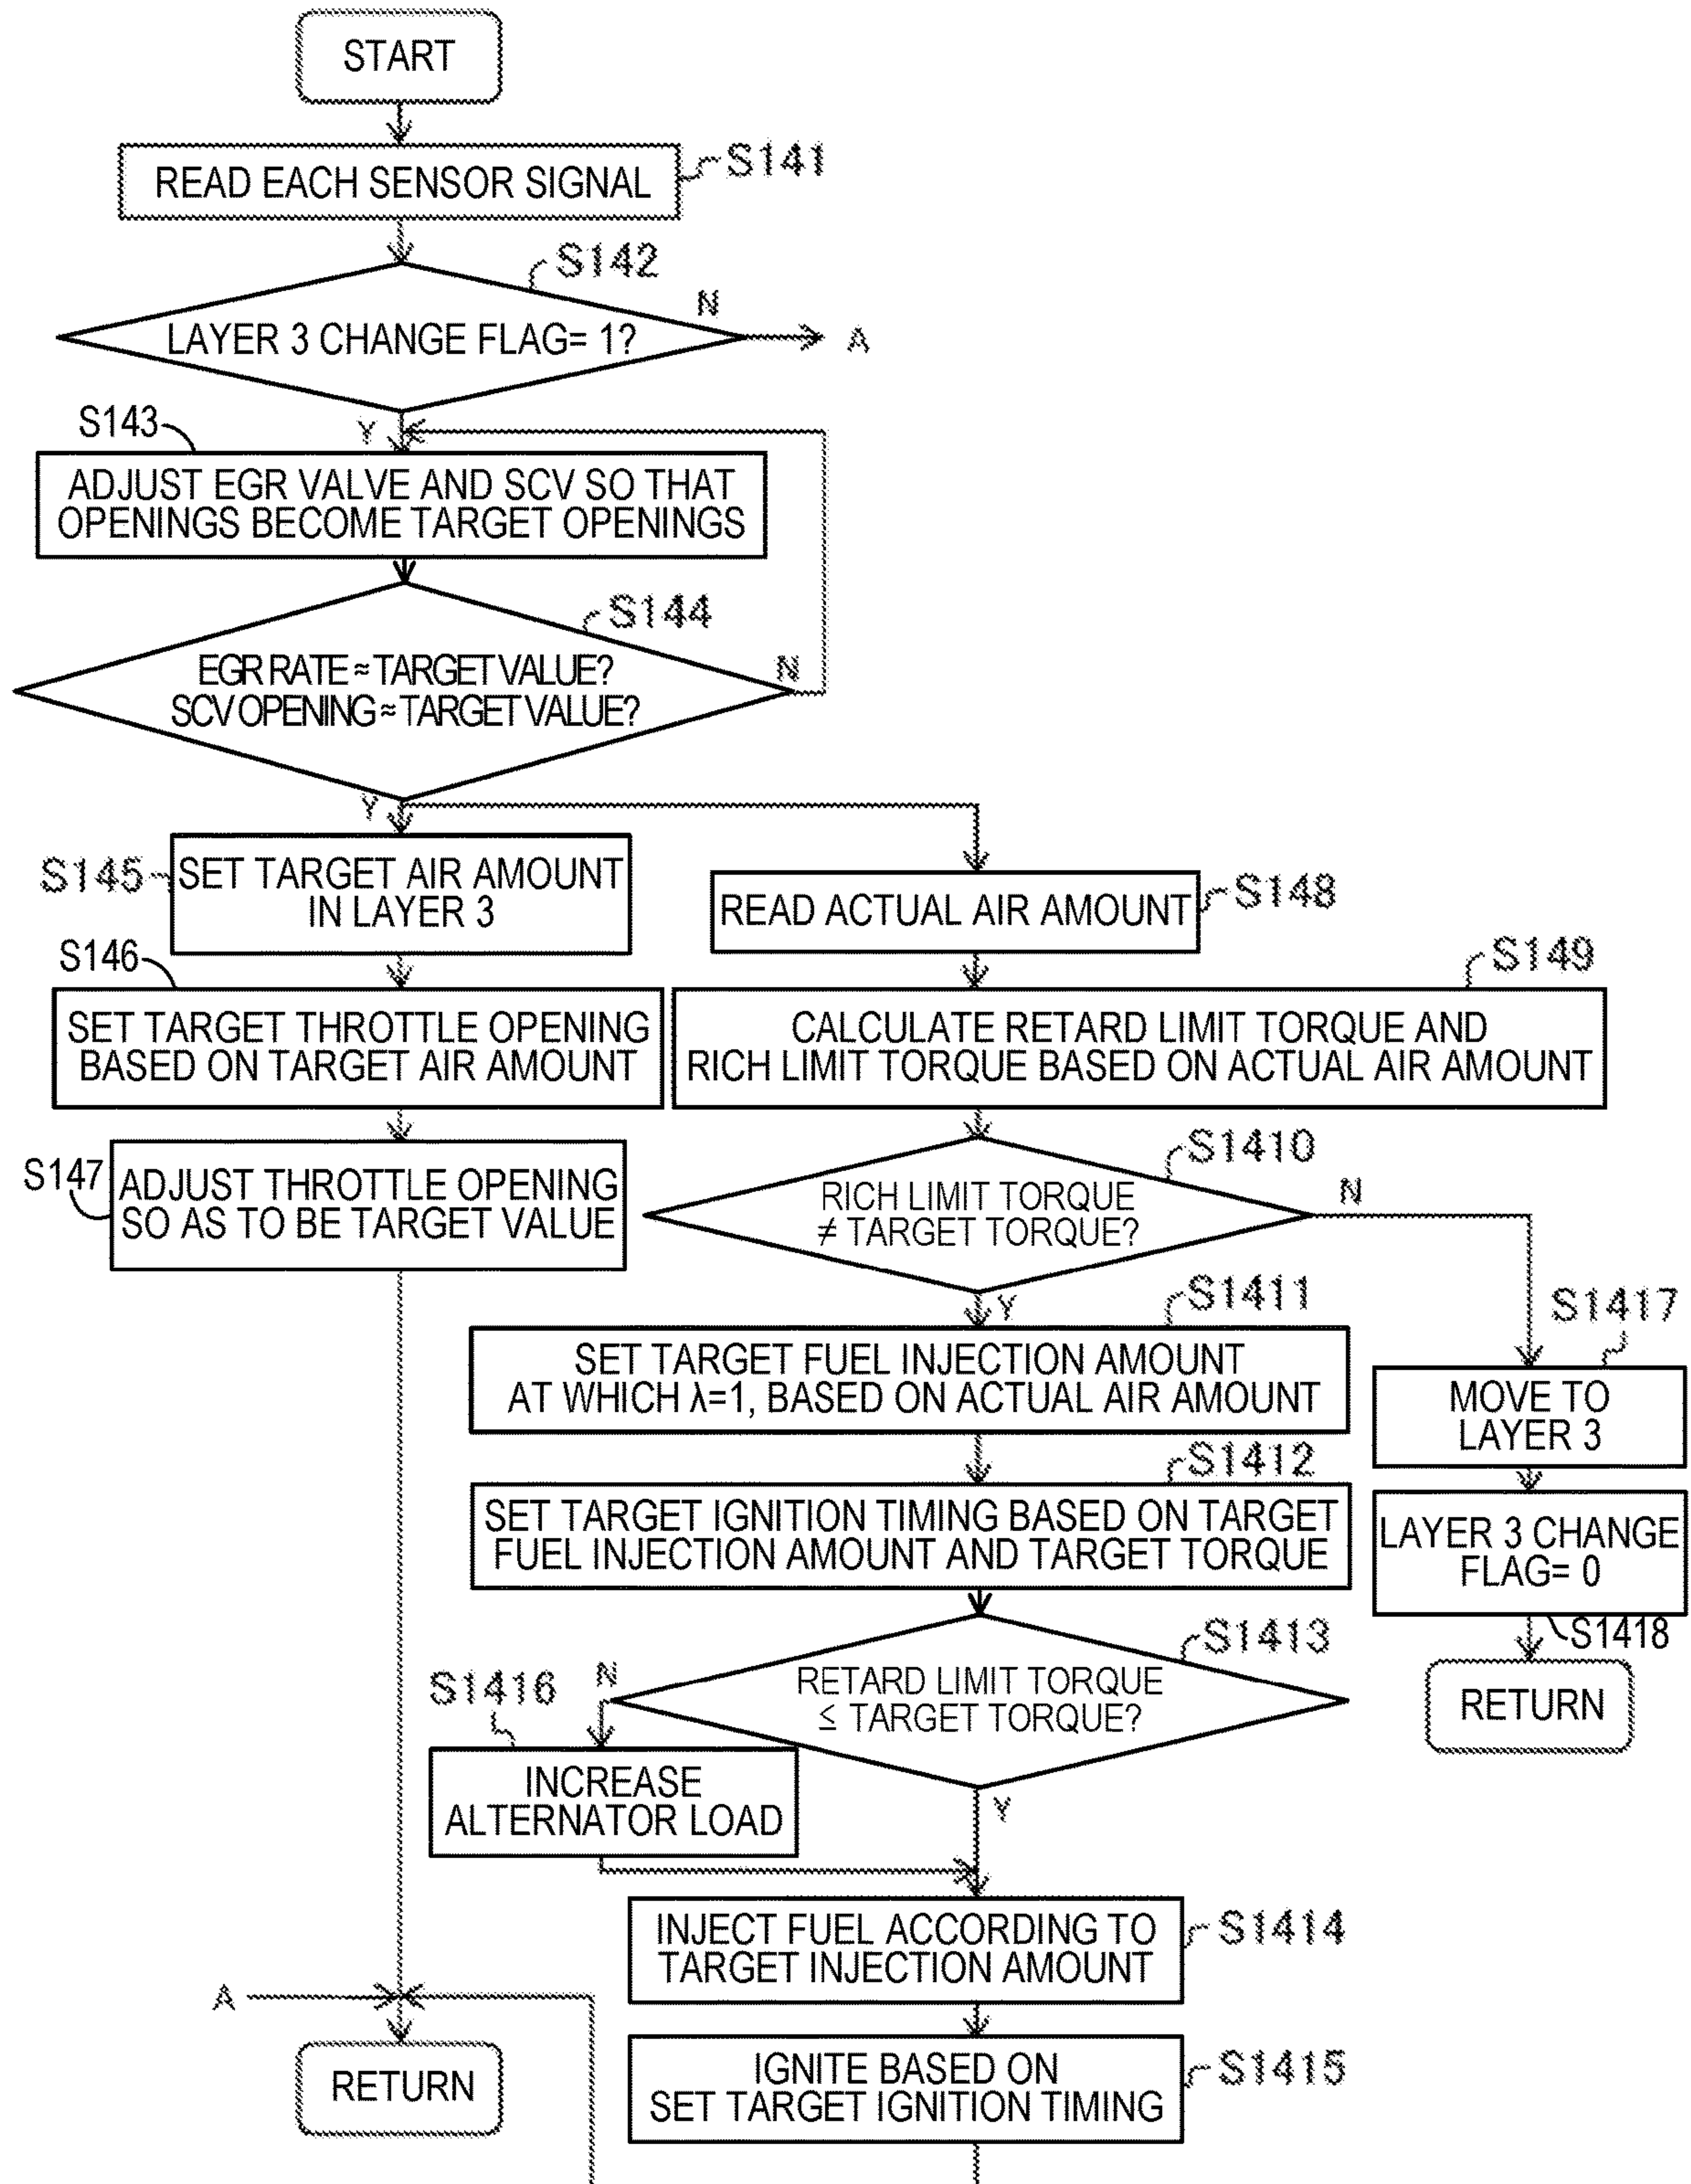 START
READ EACH SENSOR SIGNAL
S141
S142
LAYER 3 CHANGE FLAG= 1?
N
A
S143
Y
ADJUST EGR VALVE AND SCV SO THAT
OPENINGS BECOME TARGET OPENINGS
S144
EGR RATE ≈ TARGET VALUE?
SCV OPENING ≈ TARGET VALUE?
N
Y
S145
SET TARGET AIR AMOUNT
IN LAYER 3
READ ACTUAL AIR AMOUNT
S148
S146
SET TARGET THROTTLE OPENING
BASED ON TARGET AIR AMOUNT
S149
CALCULATE RETARD LIMIT TORQUE AND
RICH LIMIT TORQUE BASED ON ACTUAL AIR AMOUNT
S147
ADJUST THROTTLE OPENING
SO AS TO BE TARGET VALUE
S1410
RICH LIMIT TORQUE
≠ TARGET TORQUE?
N
Y
S1411
SET TARGET FUEL INJECTION AMOUNT
AT WHICH λ=1, BASED ON ACTUAL AIR AMOUNT
S1417
MOVE TO
LAYER 3
S1412
SET TARGET IGNITION TIMING BASED ON TARGET
FUEL INJECTION AMOUNT AND TARGET TORQUE
LAYER 3 CHANGE
FLAG= 0
S1418
RETURN
S1413
RETARD LIMIT TORQUE
≤ TARGET TORQUE?
N
S1416
INCREASE
ALTERNATOR LOAD
Y
INJECT FUEL ACCORDING TO
TARGET INJECTION AMOUNT
S1414
A
RETURN
IGNITE BASED ON
SET TARGET IGNITION TIMING
S1415